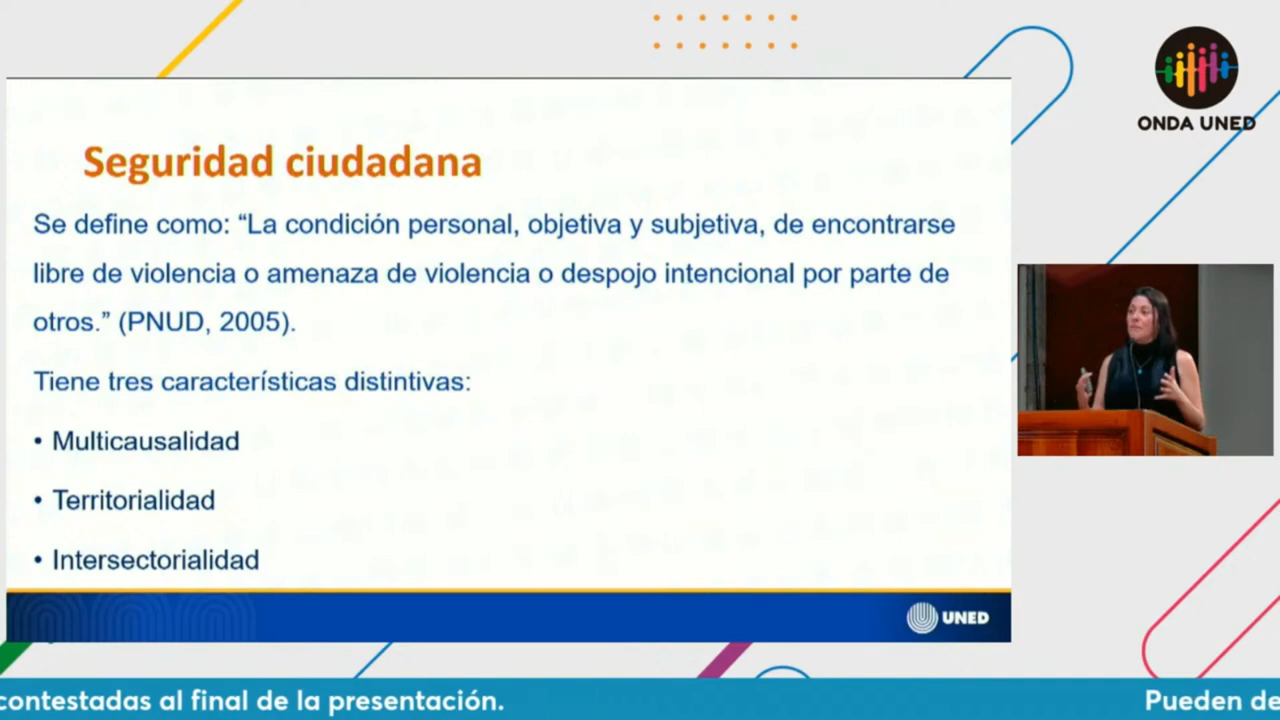 ONDA UNED
Seguridad ciudadana
Se define como: “La condición personal, objetiva y subjetiva, de encontrarse
libre de violencia o amenaza de violencia o despojo intencional por parte de
otros.” (PNUD, 2005).
Tiene tres características distintivas:
• Multicausalidad
• Territorialidad
• Intersectorialidad
UNED
contestadas al final de la presentación.
Pueden de